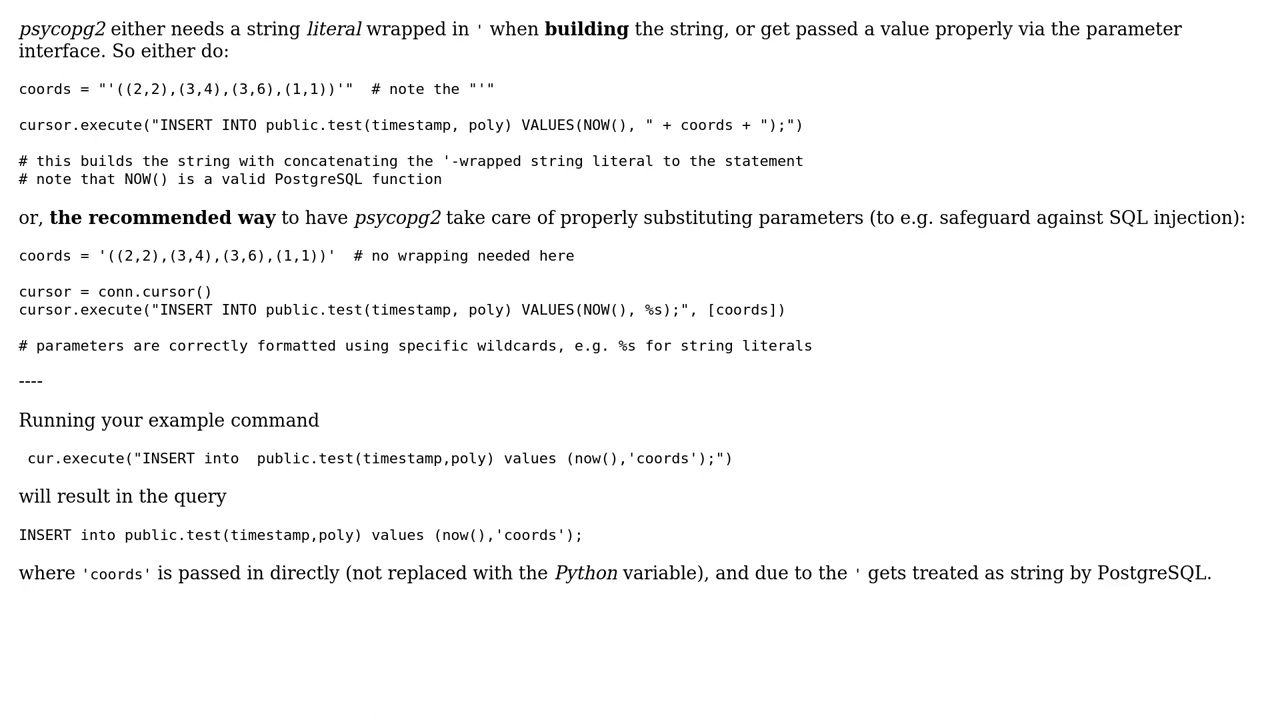 psycopg2 either needs a string literal wrapped in ' when building the string, or get passed a value properly via the parameter
interface. So either do:
coords = "'((2,2),(3,4),(3,6),(1,1))'"  # note the "'"
cursor.execute("INSERT INTO public.test(timestamp, poly) VALUES(NOW(), " + coords + ");")
# this builds the string with concatenating the '-wrapped string literal to the statement
# note that NOW() is a valid PostgreSQL function
or, the recommended way to have psycopg2 take care of properly substituting parameters (to e.g. safeguard against SQL injection):
coords = '((2,2),(3,4),(3,6),(1,1))'  # no wrapping needed here
cursor = conn.cursor()
cursor.execute("INSERT INTO public.test(timestamp, poly) VALUES(NOW(), %s);", [coords])
# parameters are correctly formatted using specific wildcards, e.g. %s for string literals
----
Running your example command
 cur.execute("INSERT into  public.test(timestamp,poly) values (now(),'coords');")
will result in the query
INSERT into public.test(timestamp,poly) values (now(),'coords');
where 'coords' is passed in directly (not replaced with the Python variable), and due to the ' gets treated as string by PostgreSQL.